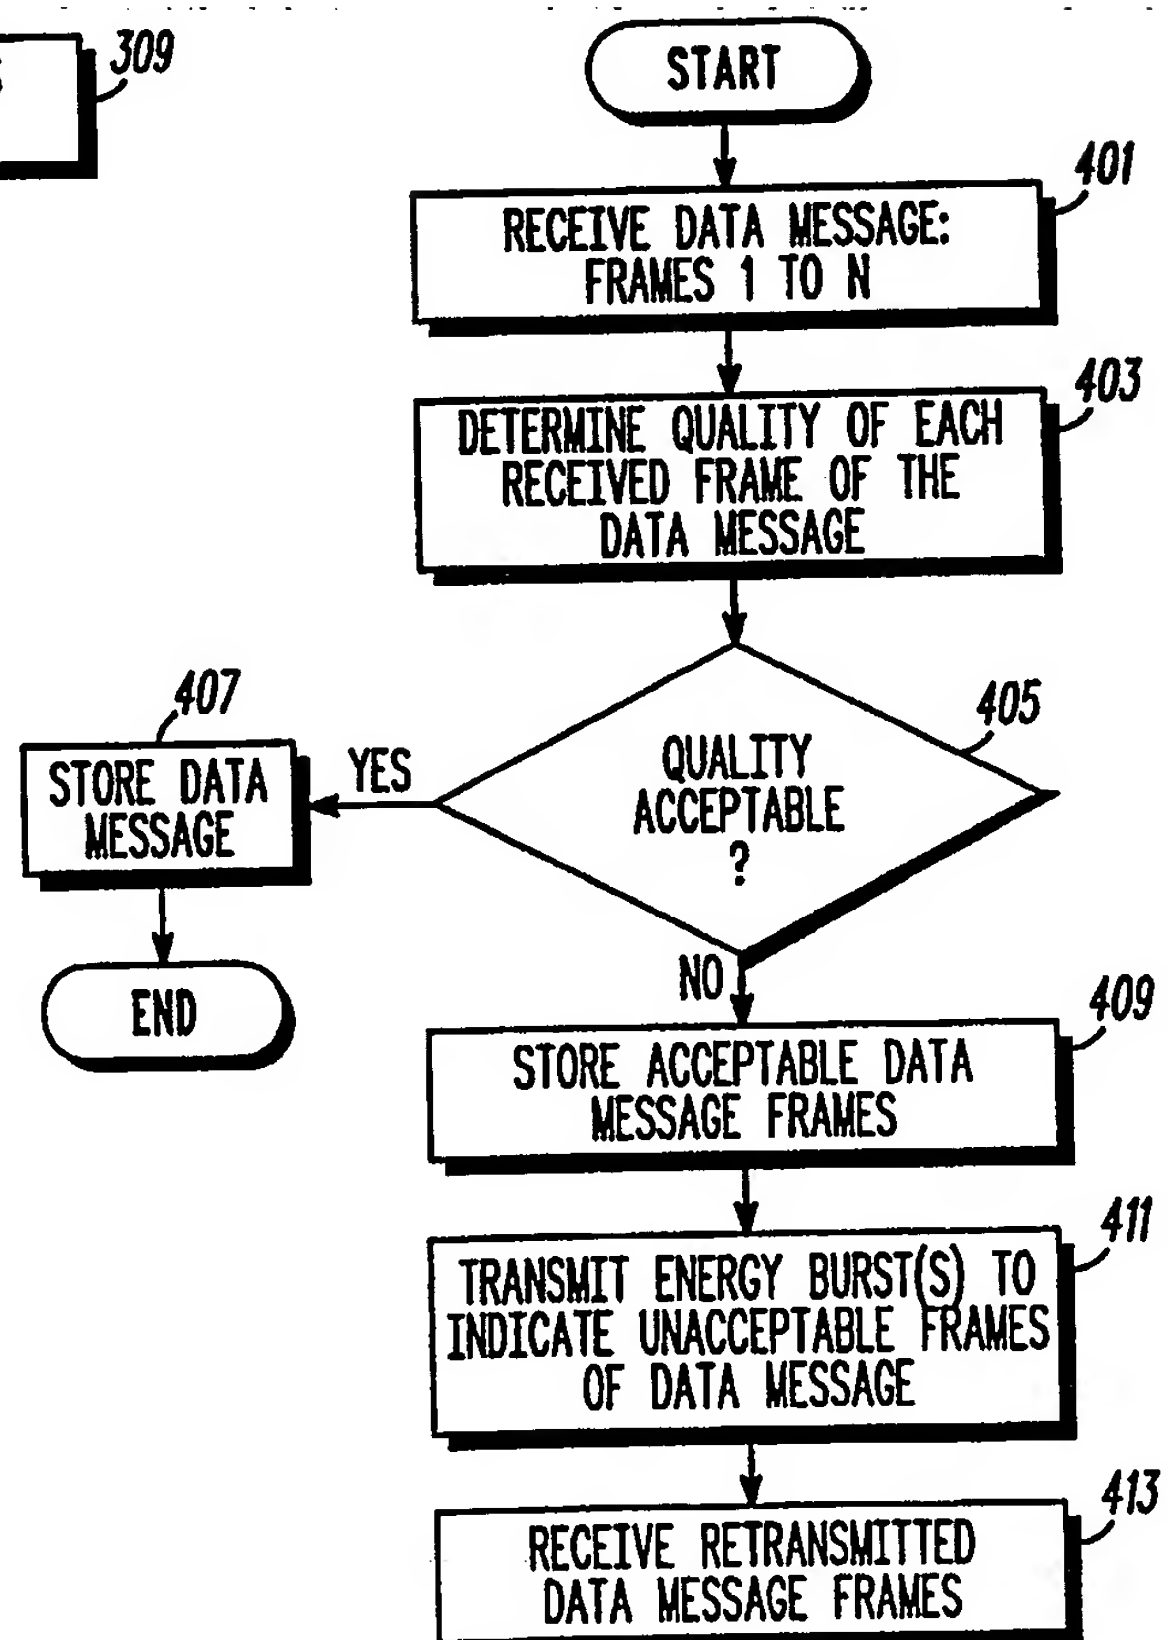 309
START
401
RECEIVE DATA MESSAGE:
FRAMES 1 TO N
403
DETERMINE QUALITY OF EACH
RECEIVED FRAME OF THE
DATA MESSAGE
405
QUALITY
ACCEPTABLE
?
YES
407
STORE DATA
MESSAGE
END
NO
409
STORE ACCEPTABLE DATA
MESSAGE FRAMES
411
TRANSMIT ENERGY BURST(S) TO
INDICATE UNACCEPTABLE FRAMES
OF DATA MESSAGE
413
RECEIVE RETRANSMITTED
DATA MESSAGE FRAMES